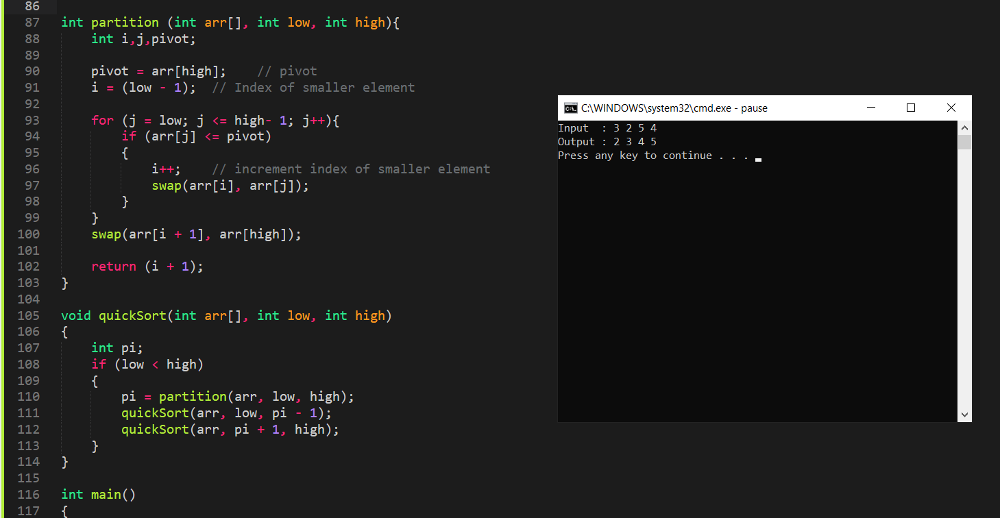 86
87 int partition (int arr[], int low, int high){
88     int i,j,pivot;
89
90     pivot = arr[high];    // pivot
91     i = (low - 1);  // Index of smaller element
92
93     for (j = low; j <= high- 1; j++){
94         if (arr[j] <= pivot)
95         {
96             i++;    // increment index of smaller element
97             swap(arr[i], arr[j]);
98         }
99     }
100     swap(arr[i + 1], arr[high]);
101
102     return (i + 1);
103 }
104
105 void quickSort(int arr[], int low, int high)
106 {
107     int pi;
108     if (low < high)
109     {
110         pi = partition(arr, low, high);
111         quickSort(arr, low, pi - 1);
112         quickSort(arr, pi + 1, high);
113     }
114 }
115
116 int main()
117 {
C:\WINDOWS\system32\cmd.exe - pause
Input  : 3 2 5 4
Output : 2 3 4 5
Press any key to continue . . .